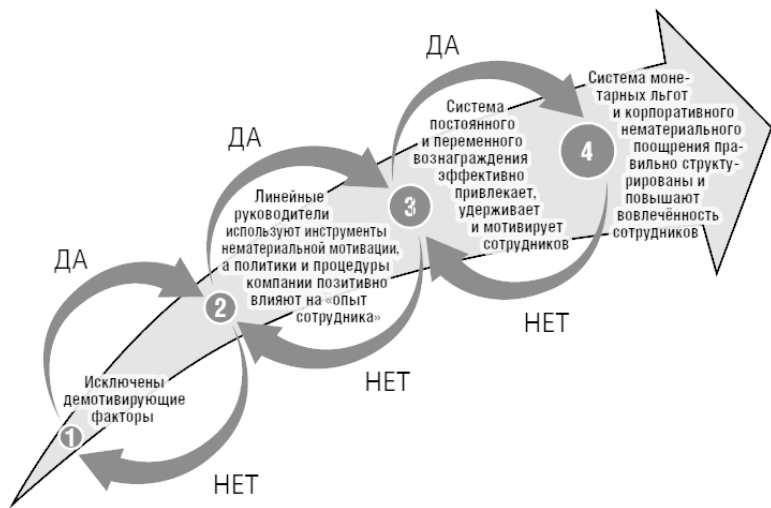 ДА
Исключены
демотивирующие
факторы
1
НЕТ
ДА
Линейные
руководители
используют инструменты
нематериальной мотивации,
а политики и процедуры
компании позитивно
влияют на «опыт
сотрудника»
2
НЕТ
ДА
Система
постоянного
и переменного
вознаграждения
эффективно
привлекает,
удерживает
и мотивирует
сотрудников
3
НЕТ
Система моне-
тарных льгот
и корпоративного
нематериального
поощрения пра-
вильно структу-
рированы и
повышают
вовлечённость
сотрудников
4